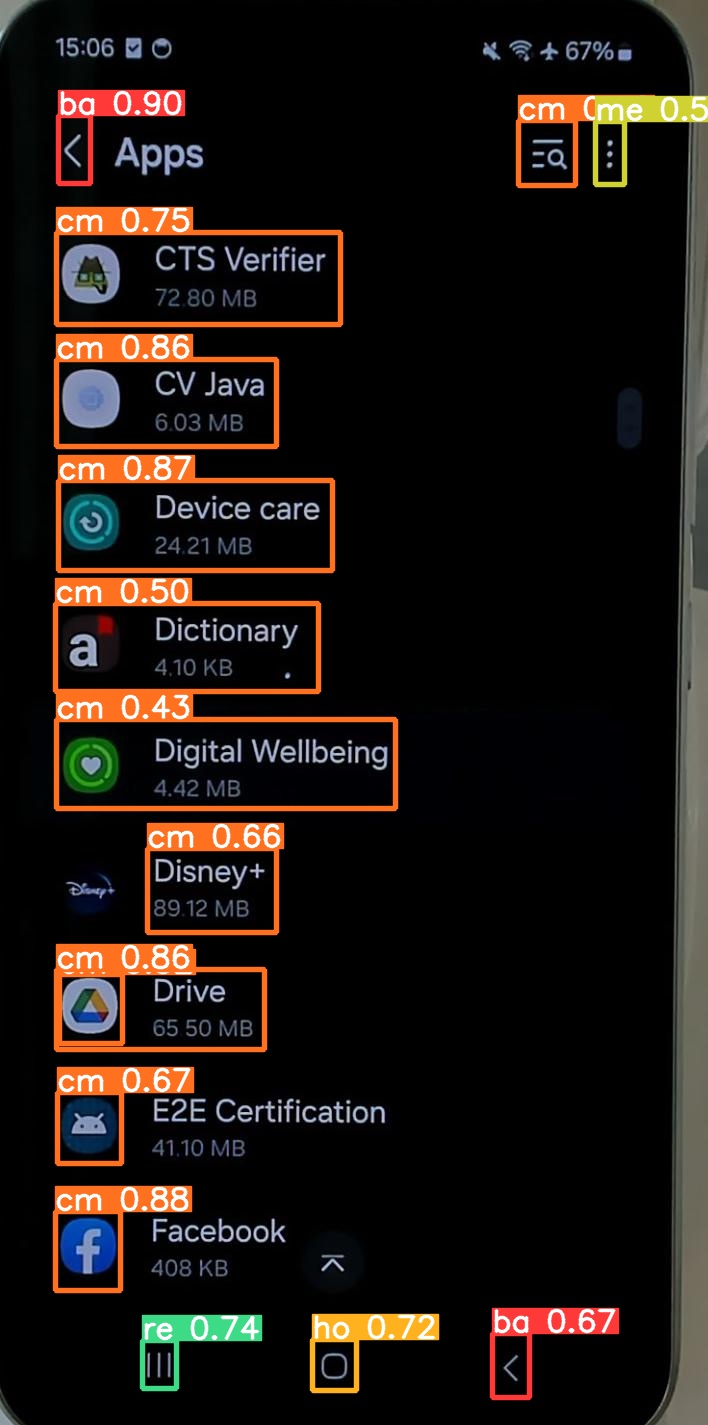 15:06 67%
ba 0.90
cm 0
me 0.5
Apps
cm 0.75
CTS Verifier
72.80 MB
cm 0.86
CV Java
6.03 MB
cm 0.87
Device care
24.21 MB
cm 0.50
Dictionary
4.10 KB
a
cm 0.43
Digital Wellbeing
4.42 MB
cm 0.66
Disney+
Disney+
89.12 MB
cm 0.86
Drive
65 50 MB
cm 0.67
E2E Certification
41.10 MB
cm 0.88
Facebook
f
408 KB
re 0.74
ho 0.72
ba 0.67